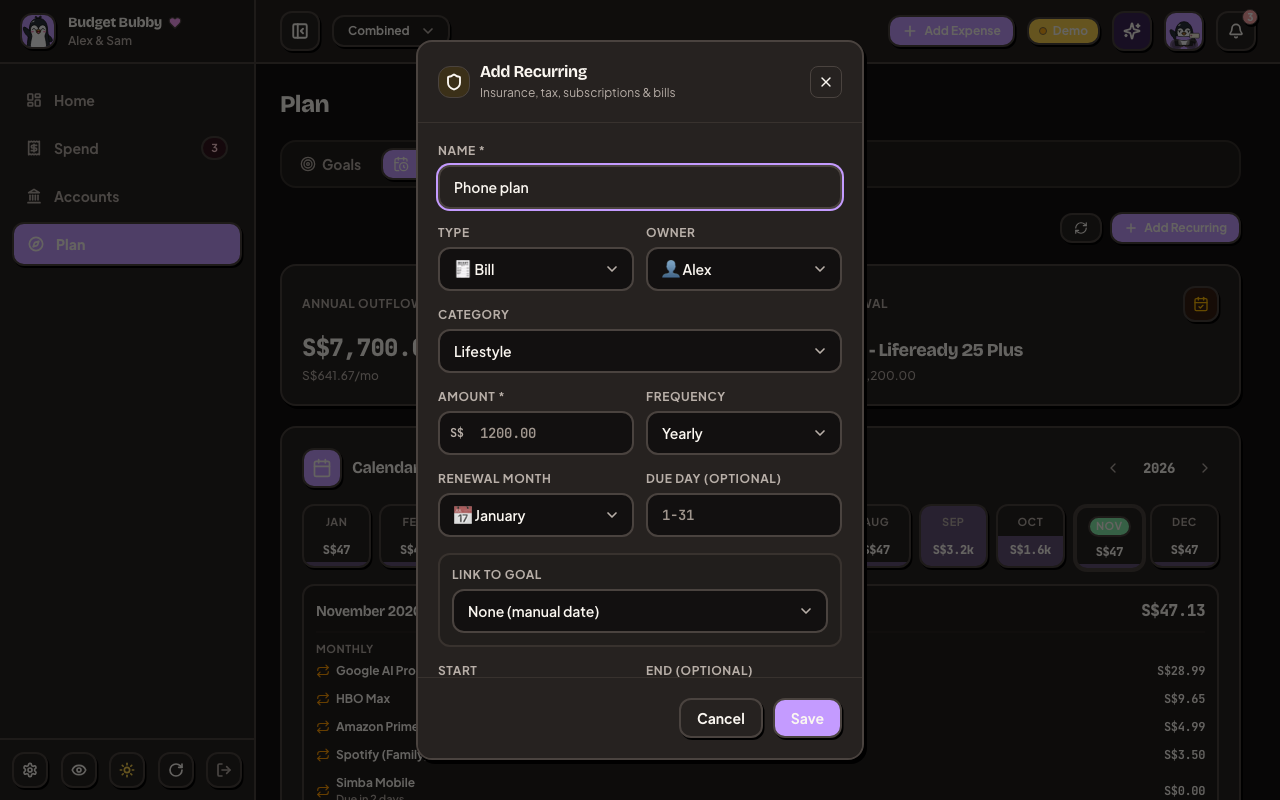 Budget Bubby
Alex & Sam
Combined
Add Expense
Demo
3
Home
Spend
3
Accounts
Plan
Plan
Goals
Add Recurring
ANNUAL OUTFLOW
S$7,700.
S$641.67/mo
- Lifeready 25 Plus
,200.00
Calendar
2026
JAN
S$47
S$47
SEP
S$3.2k
OCT
S$1.6k
NOV
S$47
DEC
S$47
November 2026
S$47.13
MONTHLY
Google AI Pro
S$28.99
HBO Max
S$9.65
Amazon Prime
S$4.99
Spotify (Family
S$3.50
Simba Mobile
Due in 2 days
S$0.00
Add Recurring
Insurance, tax, subscriptions & bills
NAME *
Phone plan
TYPE
OWNER
Bill
Alex
CATEGORY
Lifestyle
AMOUNT *
FREQUENCY
S$ 1200.00
Yearly
RENEWAL MONTH
DUE DAY (OPTIONAL)
17
January
1-31
LINK TO GOAL
None (manual date)
START
END (OPTIONAL)
Cancel
Save